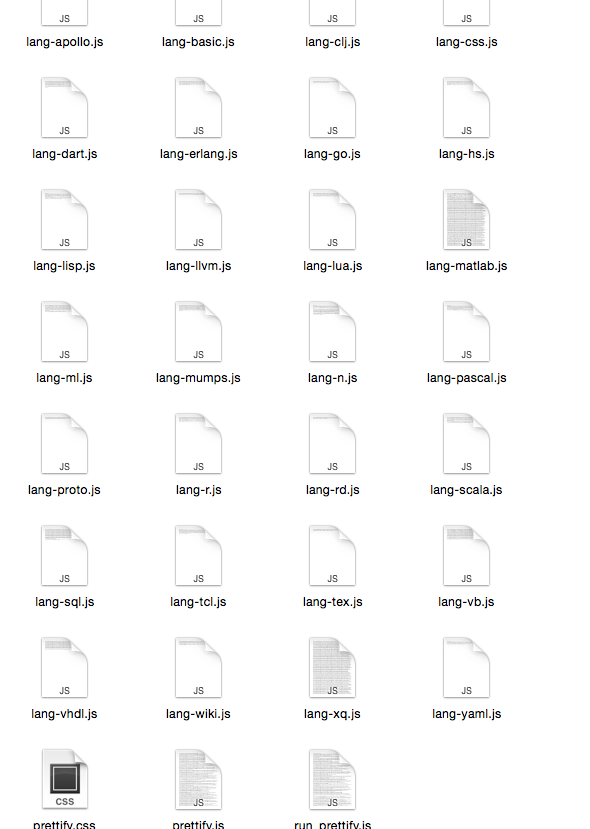 JS JS JS JS
lang-apollo.js lang-basic.js lang-clj.js lang-css.js
JS JS JS JS
lang-dart.js lang-erlang.js lang-go.js lang-hs.js
JS JS JS JS
lang-lisp.js lang-llvm.js lang-lua.js lang-matlab.js
JS JS JS JS
lang-ml.js lang-mumps.js lang-n.js lang-pascal.js
JS JS JS JS
lang-proto.js lang-r.js lang-rd.js lang-scala.js
JS JS JS JS
lang-sql.js lang-tcl.js lang-tex.js lang-vb.js
JS JS JS JS
lang-vhdl.js lang-wiki.js lang-xq.js lang-yaml.js
CSS JS JS
prettify.css prettify.js run_prettify.js